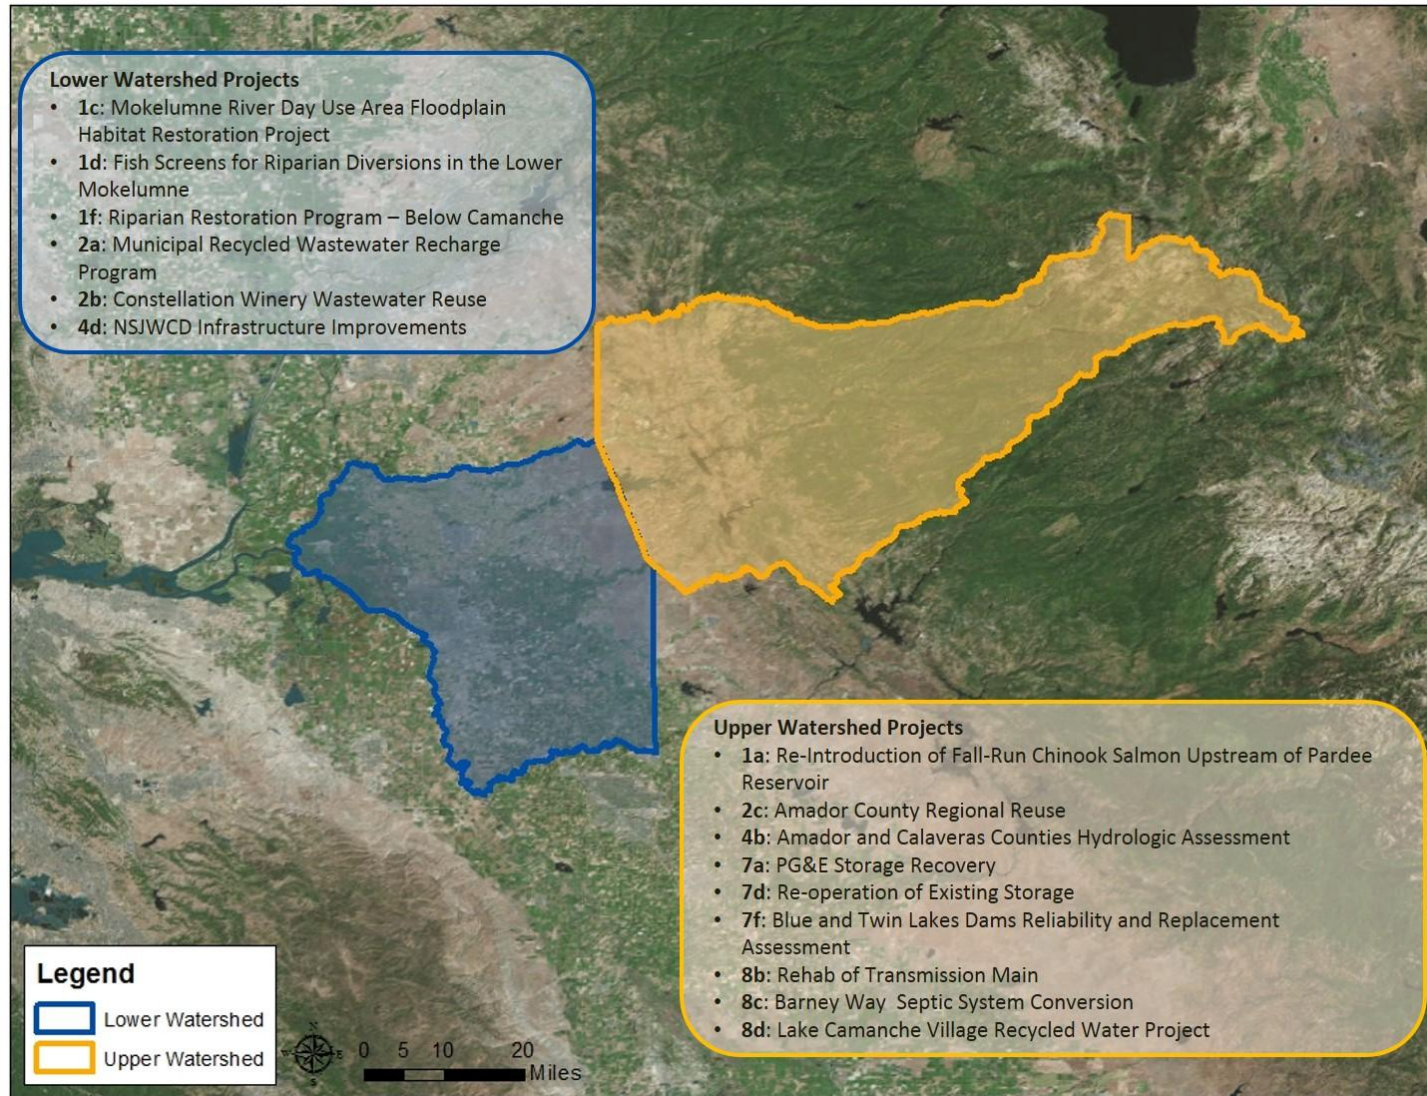 Lower Watershed Projects
• 1c: Mokelumne River Day Use Area Floodplain
Habitat Restoration Project
• 1d: Fish Screens for Riparian Diversions in the Lower
Mokelumne
• 1f: Riparian Restoration Program – Below Camanche
• 2a: Municipal Recycled Wastewater Recharge
Program
• 2b: Constellation Winery Wastewater Reuse
• 4d: NSJWCD Infrastructure Improvements
Upper Watershed Projects
• 1a: Re-Introduction of Fall-Run Chinook Salmon Upstream of Pardee
Reservoir
• 2c: Amador County Regional Reuse
• 4b: Amador and Calaveras Counties Hydrologic Assessment
• 7a: PG&E Storage Recovery
• 7d: Re-operation of Existing Storage
• 7f: Blue and Twin Lakes Dams Reliability and Replacement
Assessment
• 8b: Rehab of Transmission Main
• 8c: Barney Way  Septic System Conversion
• 8d: Lake Camanche Village Recycled Water Project
Legend
Lower Watershed
Upper Watershed
N
W E
S
0 5 10 20
Miles